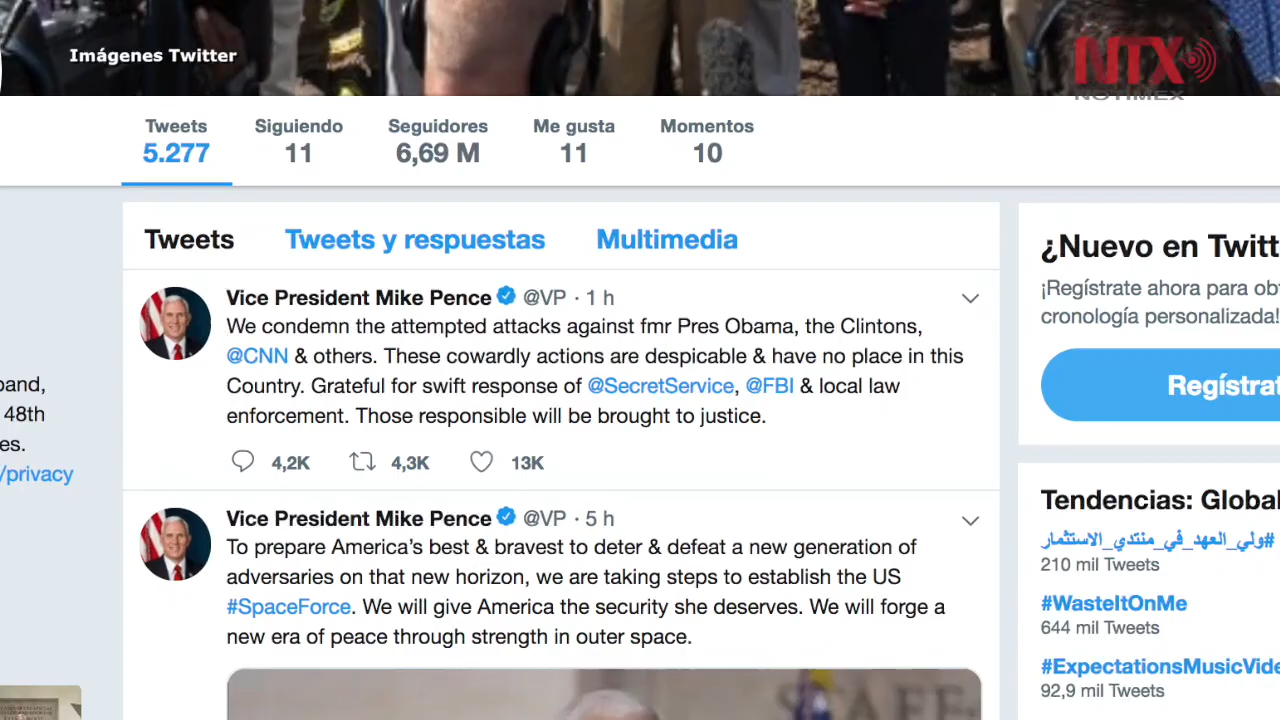 Imágenes Twitter
NTX
NOTIMEX
Tweets
5.277
Siguiendo
11
Seguidores
6,69 M
Me gusta
11
Momentos
10
Tweets
Tweets y respuestas
Multimedia
Vice President Mike Pence @VP · 1 h
We condemn the attempted attacks against fmr Pres Obama, the Clintons,
@CNN & others. These cowardly actions are despicable & have no place in this
Country. Grateful for swift response of @SecretService, @FBI & local law
enforcement. Those responsible will be brought to justice.
4,2K
4,3K
13K
Vice President Mike Pence @VP · 5 h
To prepare America’s best & bravest to deter & defeat a new generation of
adversaries on that new horizon, we are taking steps to establish the US
#SpaceForce. We will give America the security she deserves. We will forge a
new era of peace through strength in outer space.
48th
es.
/privacy
¿Nuevo en Twitt
¡Regístrate ahora para ob
cronología personalizada!
Regístrat
Tendencias: Global
#ولي_العهد_في_منتدي_الاستثمار
210 mil Tweets
#WasteItOnMe
644 mil Tweets
#ExpectationsMusicVide
92,9 mil Tweets